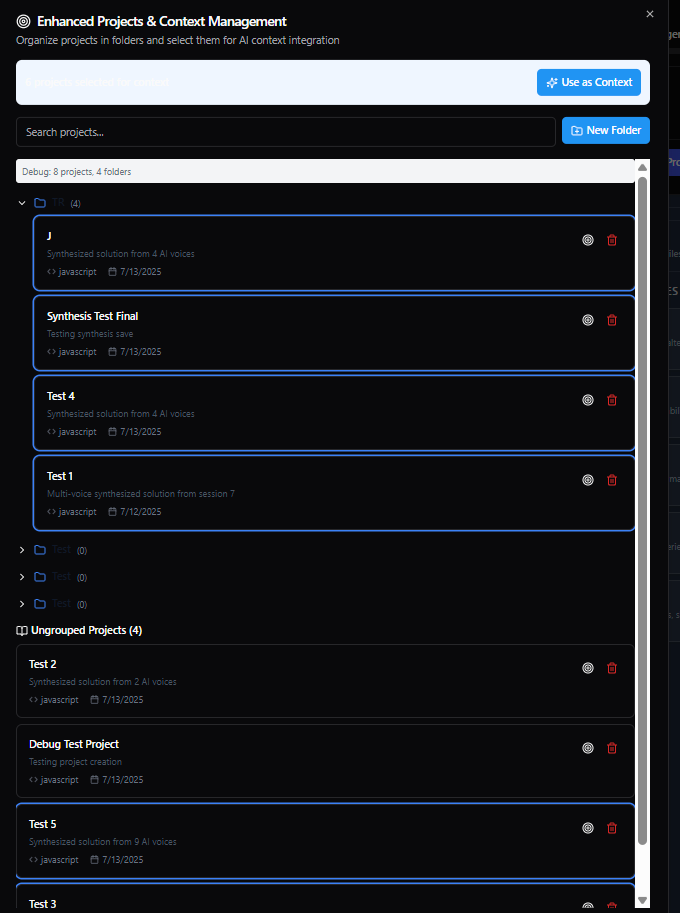 Enhanced Projects & Context Management
Organize projects in folders and select them for AI context integration
Use as Context
Search projects...
New Folder
Debug: 8 projects, 4 folders
TR (4)
J
Synthesized solution from 4 AI voices
javascript 7/13/2025
Synthesis Test Final
Testing synthesis save
javascript 7/13/2025
Test 4
Synthesized solution from 4 AI voices
javascript 7/13/2025
Test 1
Multi-voice synthesized solution from session 7
javascript 7/12/2025
Test (0)
Test (0)
Test (0)
Ungrouped Projects (4)
Test 2
Synthesized solution from 2 AI voices
javascript 7/13/2025
Debug Test Project
Testing project creation
javascript 7/13/2025
Test 5
Synthesized solution from 9 AI voices
javascript 7/13/2025
Test 3